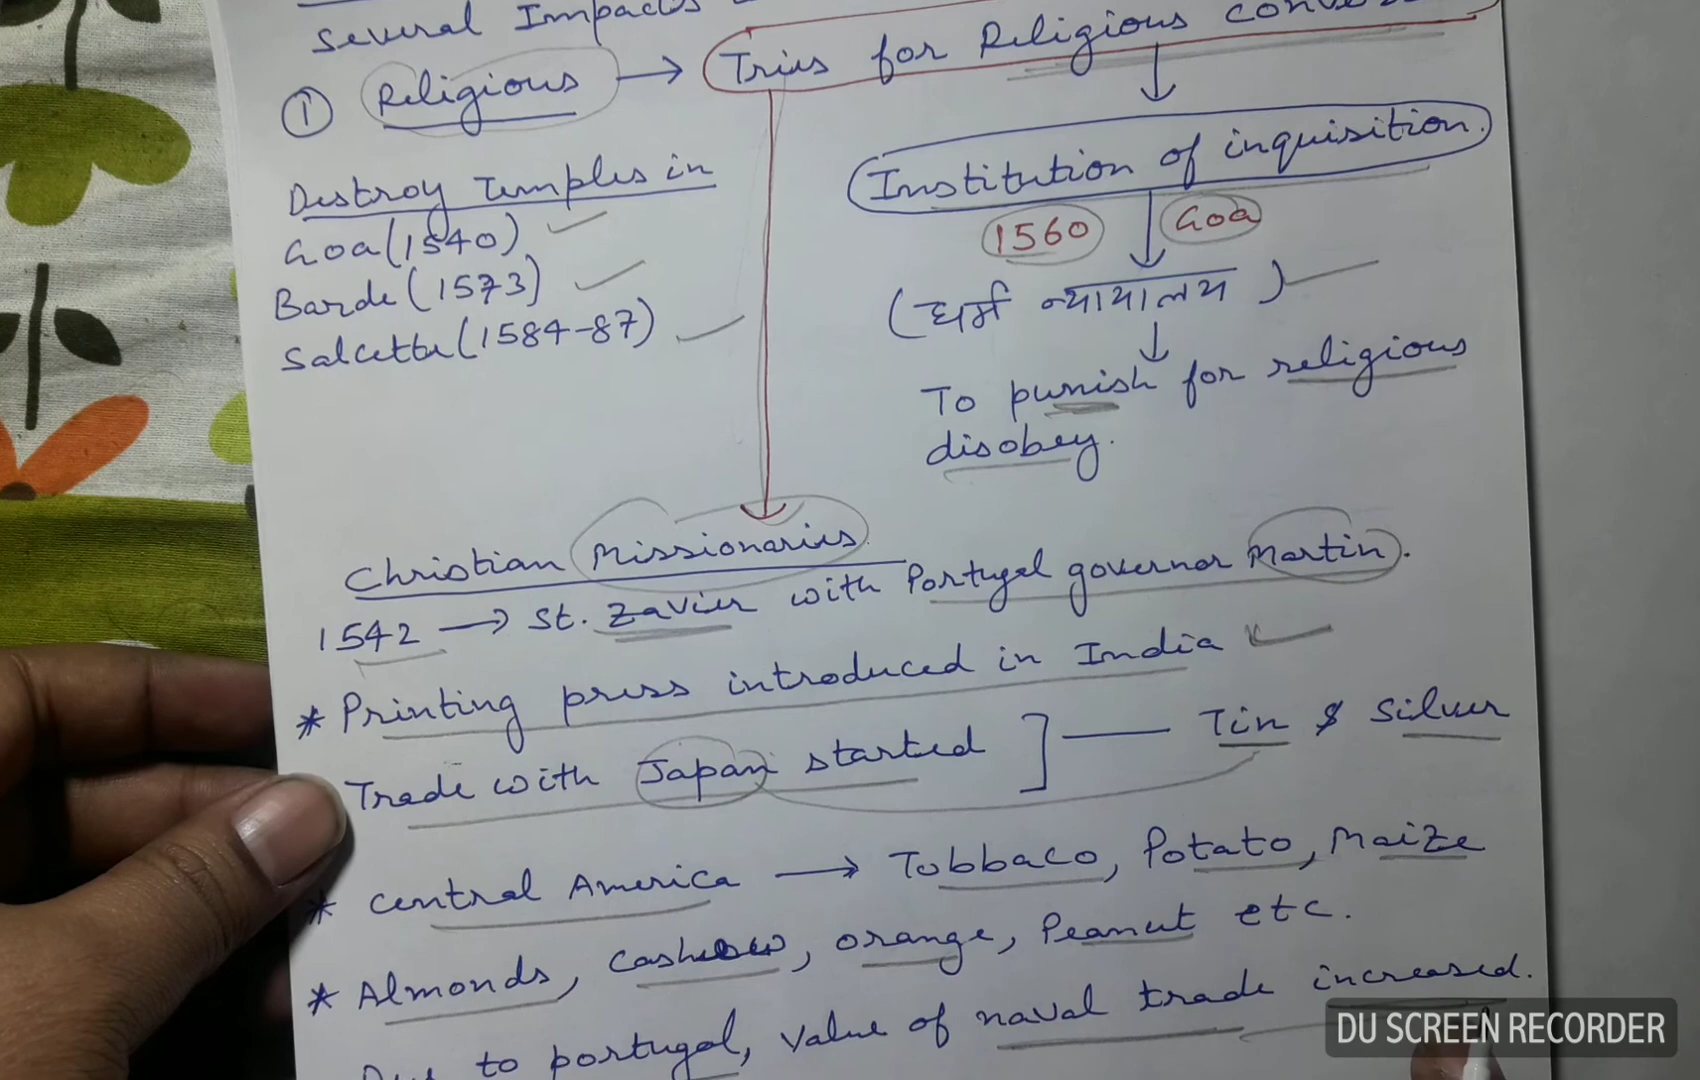 Several Impacts
① Religious → Tries for Religious conve
Destroy Temples in
Goa (1540)
Barde (1573)
Salcette (1584-87)
Institution of inquisition.
1560 Goa
(धर्म न्यायालय)
To punish for religious
disobey.
Christian Missionaries.
1542 → St. Zavier with Portugal governor Martin.
* Printing press introduced in India
Trade with Japan started ] — Tin & Silver
* Central America → Tobbaco, Potato, Maize
* Almonds, Cashew, orange, Peanut etc.
Due to portugal, Value of naval trade increased.
DU SCREEN RECORDER